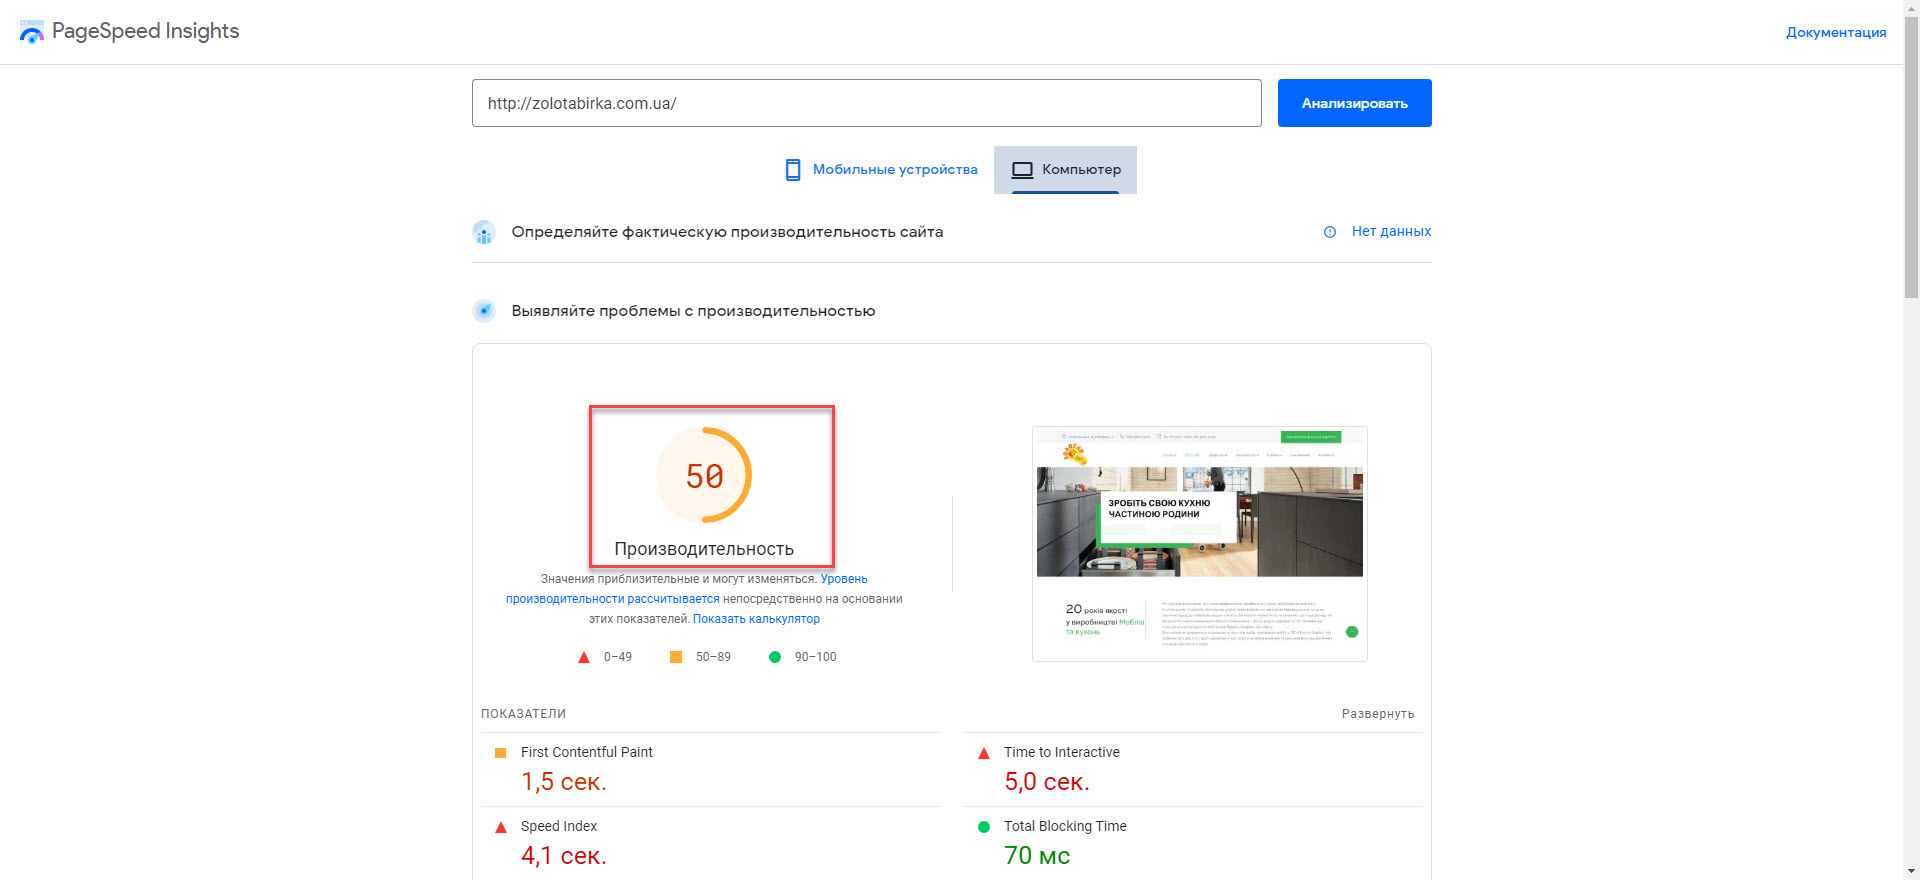 PageSpeed Insights
Документация
http://zolotabirka.com.ua/
Анализировать
Мобильные устройства
Компьютер
Определяйте фактическую производительность сайта
Нет данных
Выявляйте проблемы с производительностью
50
Производительность
Значения приблизительные и могут изменяться. Уровень
производительности рассчитывается непосредственно на основании
этих показателей. Показать калькулятор
0–49
50–89
90–100
ЗРОБІТЬ СВОЮ КУХНЮ
ЧАСТИНОЮ РОДИНИ
20 років якості
у виробництві Меблів
та кухонь
ПОКАЗАТЕЛИ
Развернуть
First Contentful Paint
1,5 сек.
Time to Interactive
5,0 сек.
Speed Index
4,1 сек.
Total Blocking Time
70 мс